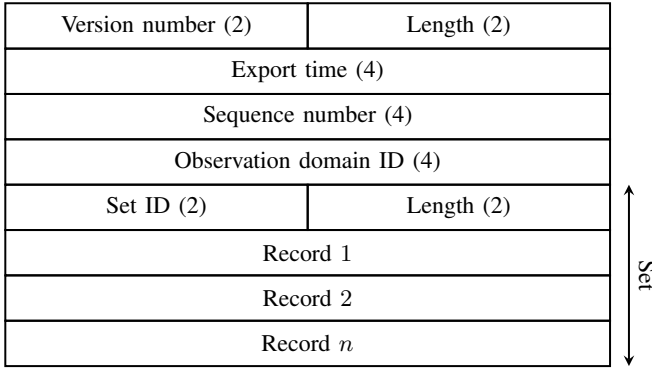 Version number (2) Length (2)
Export time (4)
Sequence number (4)
Observation domain ID (4)
Set ID (2) Length (2)
Record 1
Record 2
Record n
Set